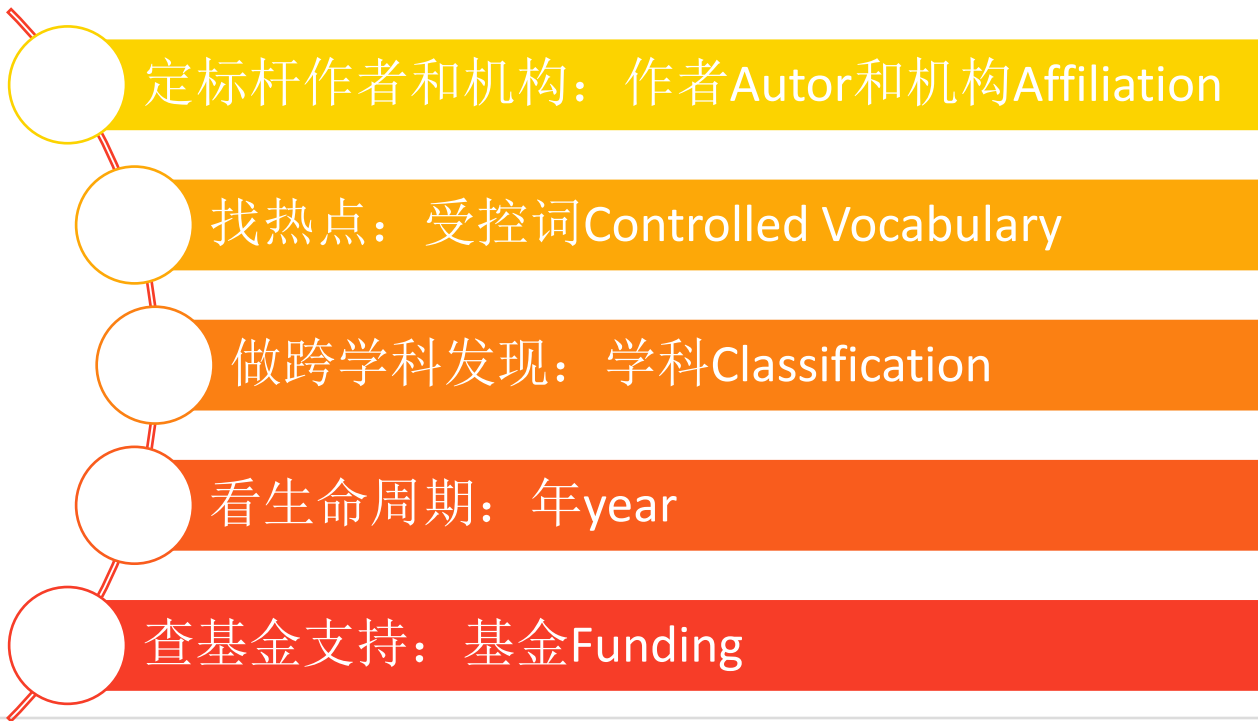 定标杆作者和机构：作者Autor和机构Affiliation
找热点：受控词Controlled Vocabulary
做跨学科发现：学科Classification
看生命周期：年year
查基金支持：基金Funding